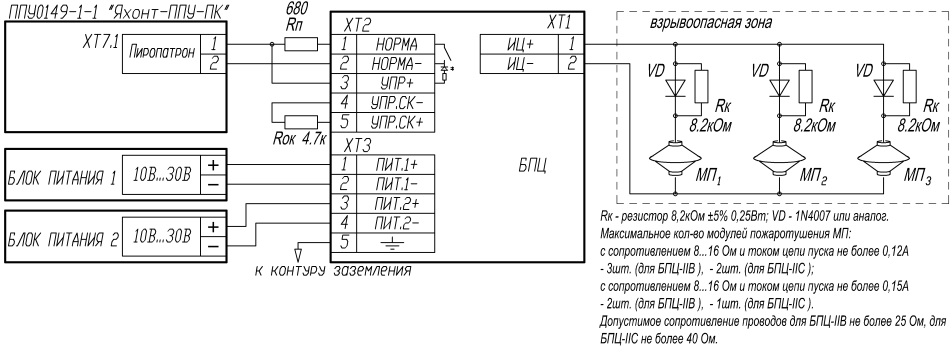 ППУ0149-1-1 "Яхонт-ППУ-ПК"
ХТ7.1
Пиропатрон
1
2
680
Rп
ХТ2
1 НОРМА
2 НОРМА-
3 УПР+
4 УПР.СК-
5 УПР.СК+
Rок 4.7к
ХТ3
1 ПИТ.1+
2 ПИТ.1-
3 ПИТ.2+
4 ПИТ.2-
5
БПЦ
ХТ1
ИЦ+ 1
ИЦ- 2
БЛОК ПИТАНИЯ 1
10В...30В
+
−
БЛОК ПИТАНИЯ 2
10В...30В
+
−
к контуру заземления
взрывоопасная зона
VD
Rк
8.2кОм
МП1
VD
Rк
8.2кОм
МП2
VD
Rк
8.2кОм
МП3
Rк - резистор 8,2кОм ±5% 0,25Вт; VD - 1N4007 или аналог.
Максимальное кол-во модулей пожаротушения МП:
с сопротивлением 8...16 Ом и током цепи пуска не более 0,12А
- 3шт. (для БПЦ-IIB ), - 2шт. (для БПЦ-IIC );
с сопротивлением 8...16 Ом и током цепи пуска не более 0,15А
- 2шт. (для БПЦ-IIB ), - 1шт. (для БПЦ-IIC ).
Допустимое сопротивление проводов для БПЦ-IIB не более 25 Ом, для
БПЦ-IIC не более 40 Ом.